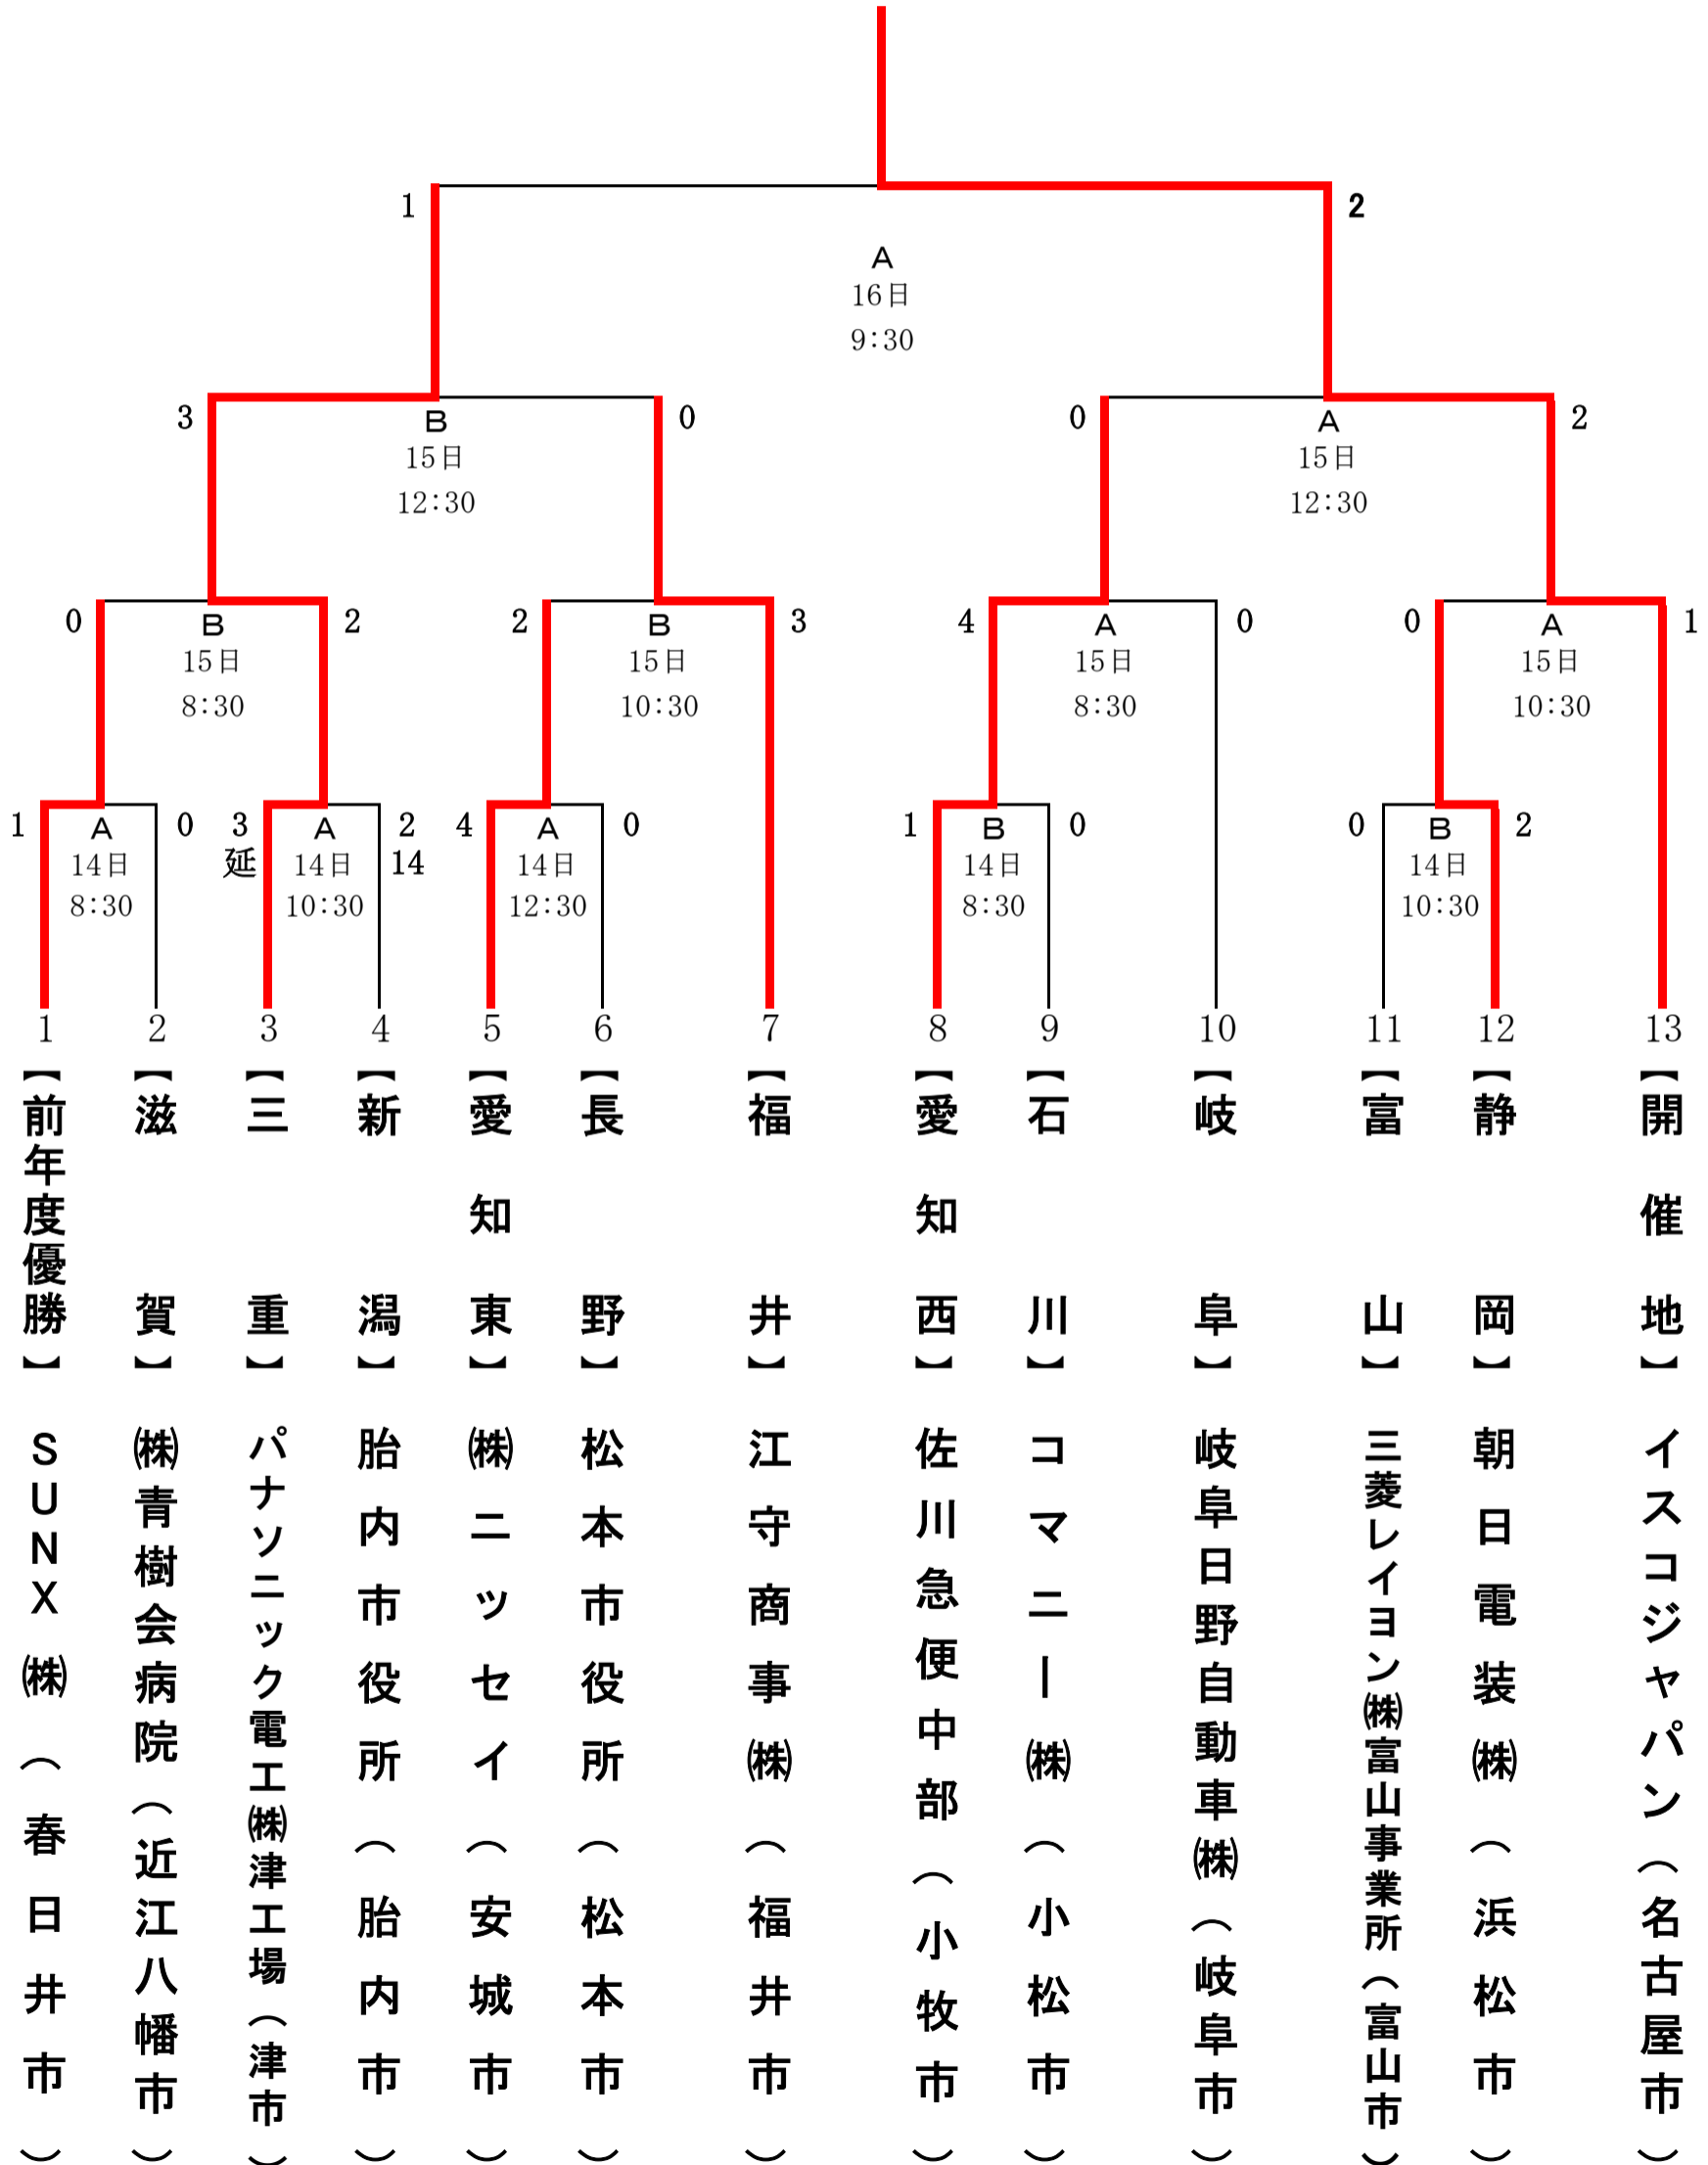 1
2
A
16日
9:30
3
B
15日
12:30
0
0
A
15日
12:30
2
0
B
15日
8:30
2
2
B
15日
10:30
3
4
A
15日
8:30
0
0
A
15日
10:30
1
1
A
14日
8:30
0
3
延
A
14日
10:30
2
14
4
A
14日
12:30
0
1
B
14日
8:30
0
0
B
14日
10:30
2
1
【前年度優勝】
SUNX㈱(春日井市)
2
【滋賀】
㈱青樹会病院(近江八幡市)
3
【三重】
パナソニック電工㈱津工場(津市)
4
【新潟】
胎内市役所(胎内市)
5
【愛知東】
㈱ニッセイ(安城市)
6
【長野】
松本市役所(松本市)
7
【福井】
江守商事㈱(福井市)
8
【愛知西】
佐川急便中部(小牧市)
9
【石川】
コマニー㈱(小松市)
10
【岐阜】
岐阜日野自動車㈱(岐阜市)
11
【富山】
三菱レイヨン㈱富山事業所(富山市)
12
【静岡】
朝日電装㈱(浜松市)
13
【開催地】
イスコジャパン(名古屋市)